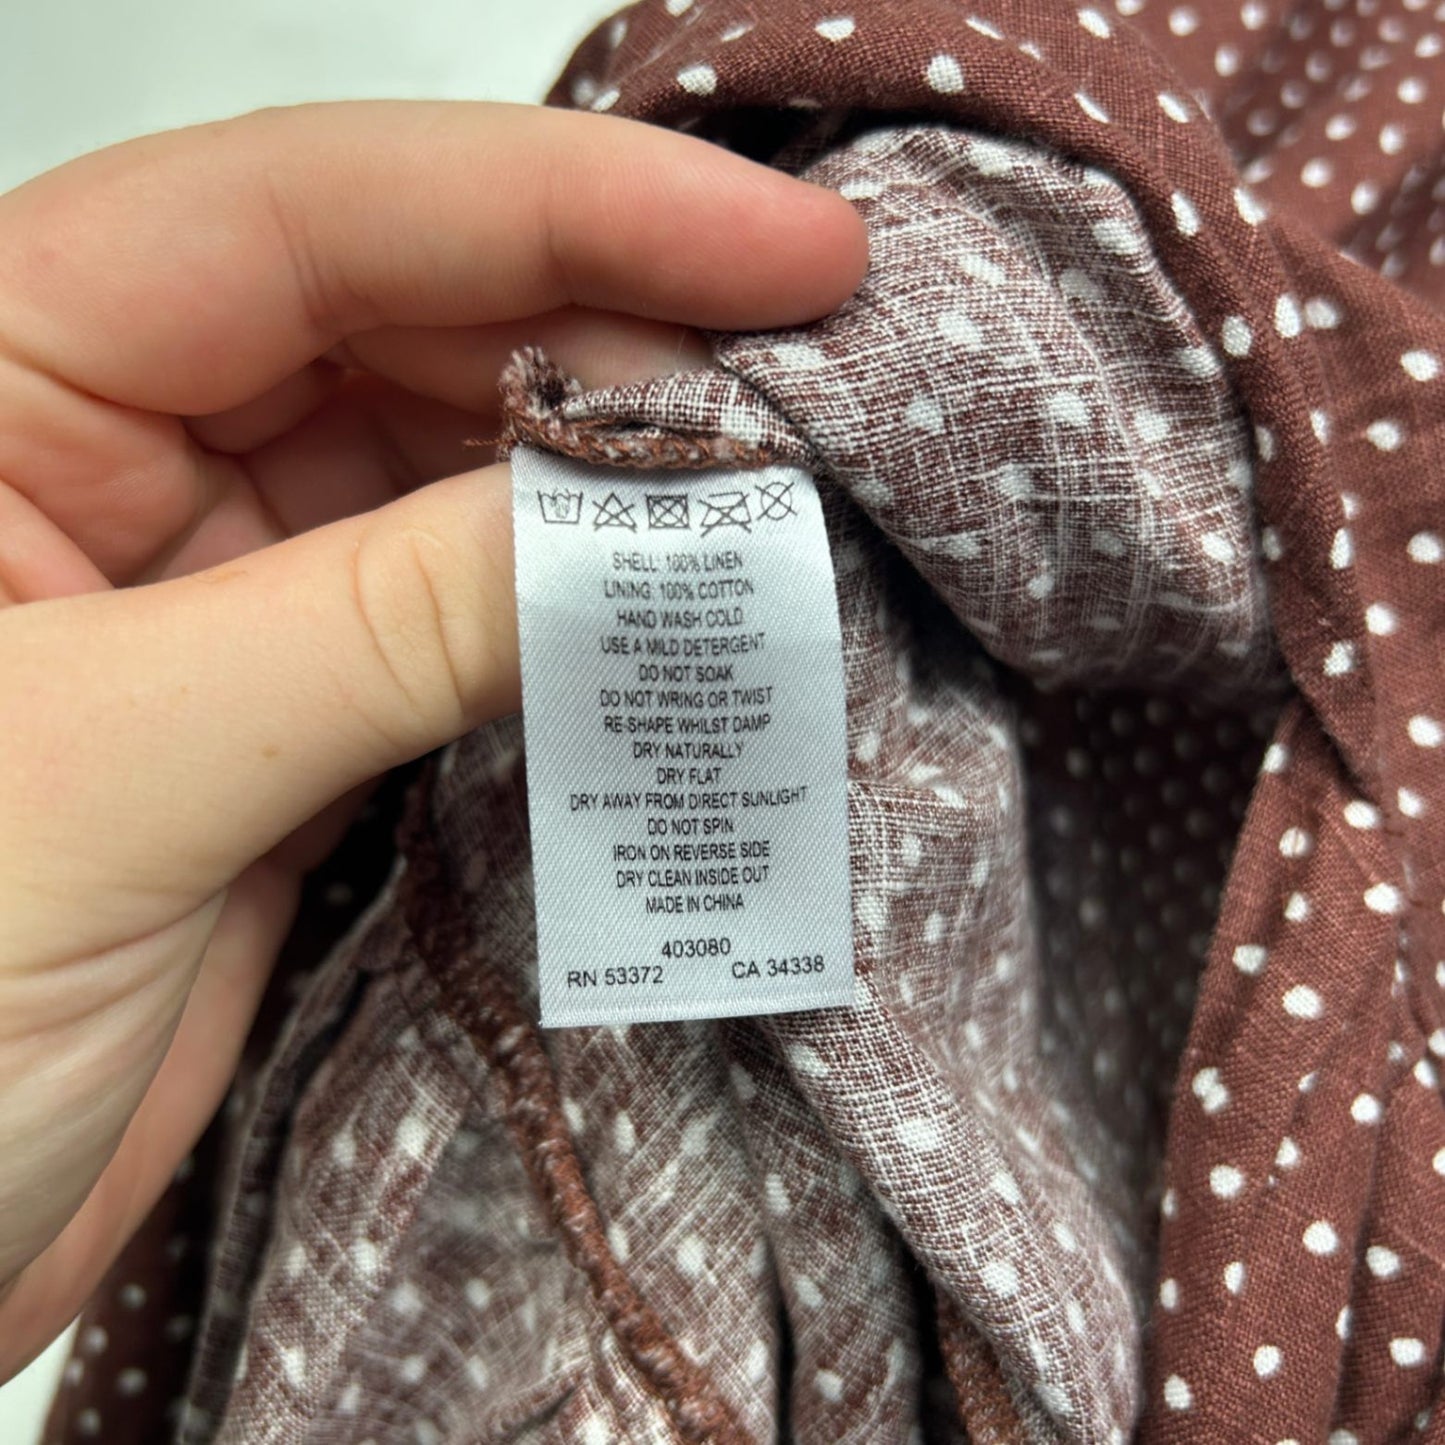 SHELL: 100% LINEN
LINING: 100% COTTON
HAND WASH COLD
USE A MILD DETERGENT
DO NOT SOAK
DO NOT WRING OR TWIST
RE-SHAPE WHILST DAMP
DRY NATURALLY
DRY FLAT
DRY AWAY FROM DIRECT SUNLIGHT
DO NOT SPIN
IRON ON REVERSE SIDE
DRY CLEAN INSIDE OUT
MADE IN CHINA
403080
RN 53372 CA 34338